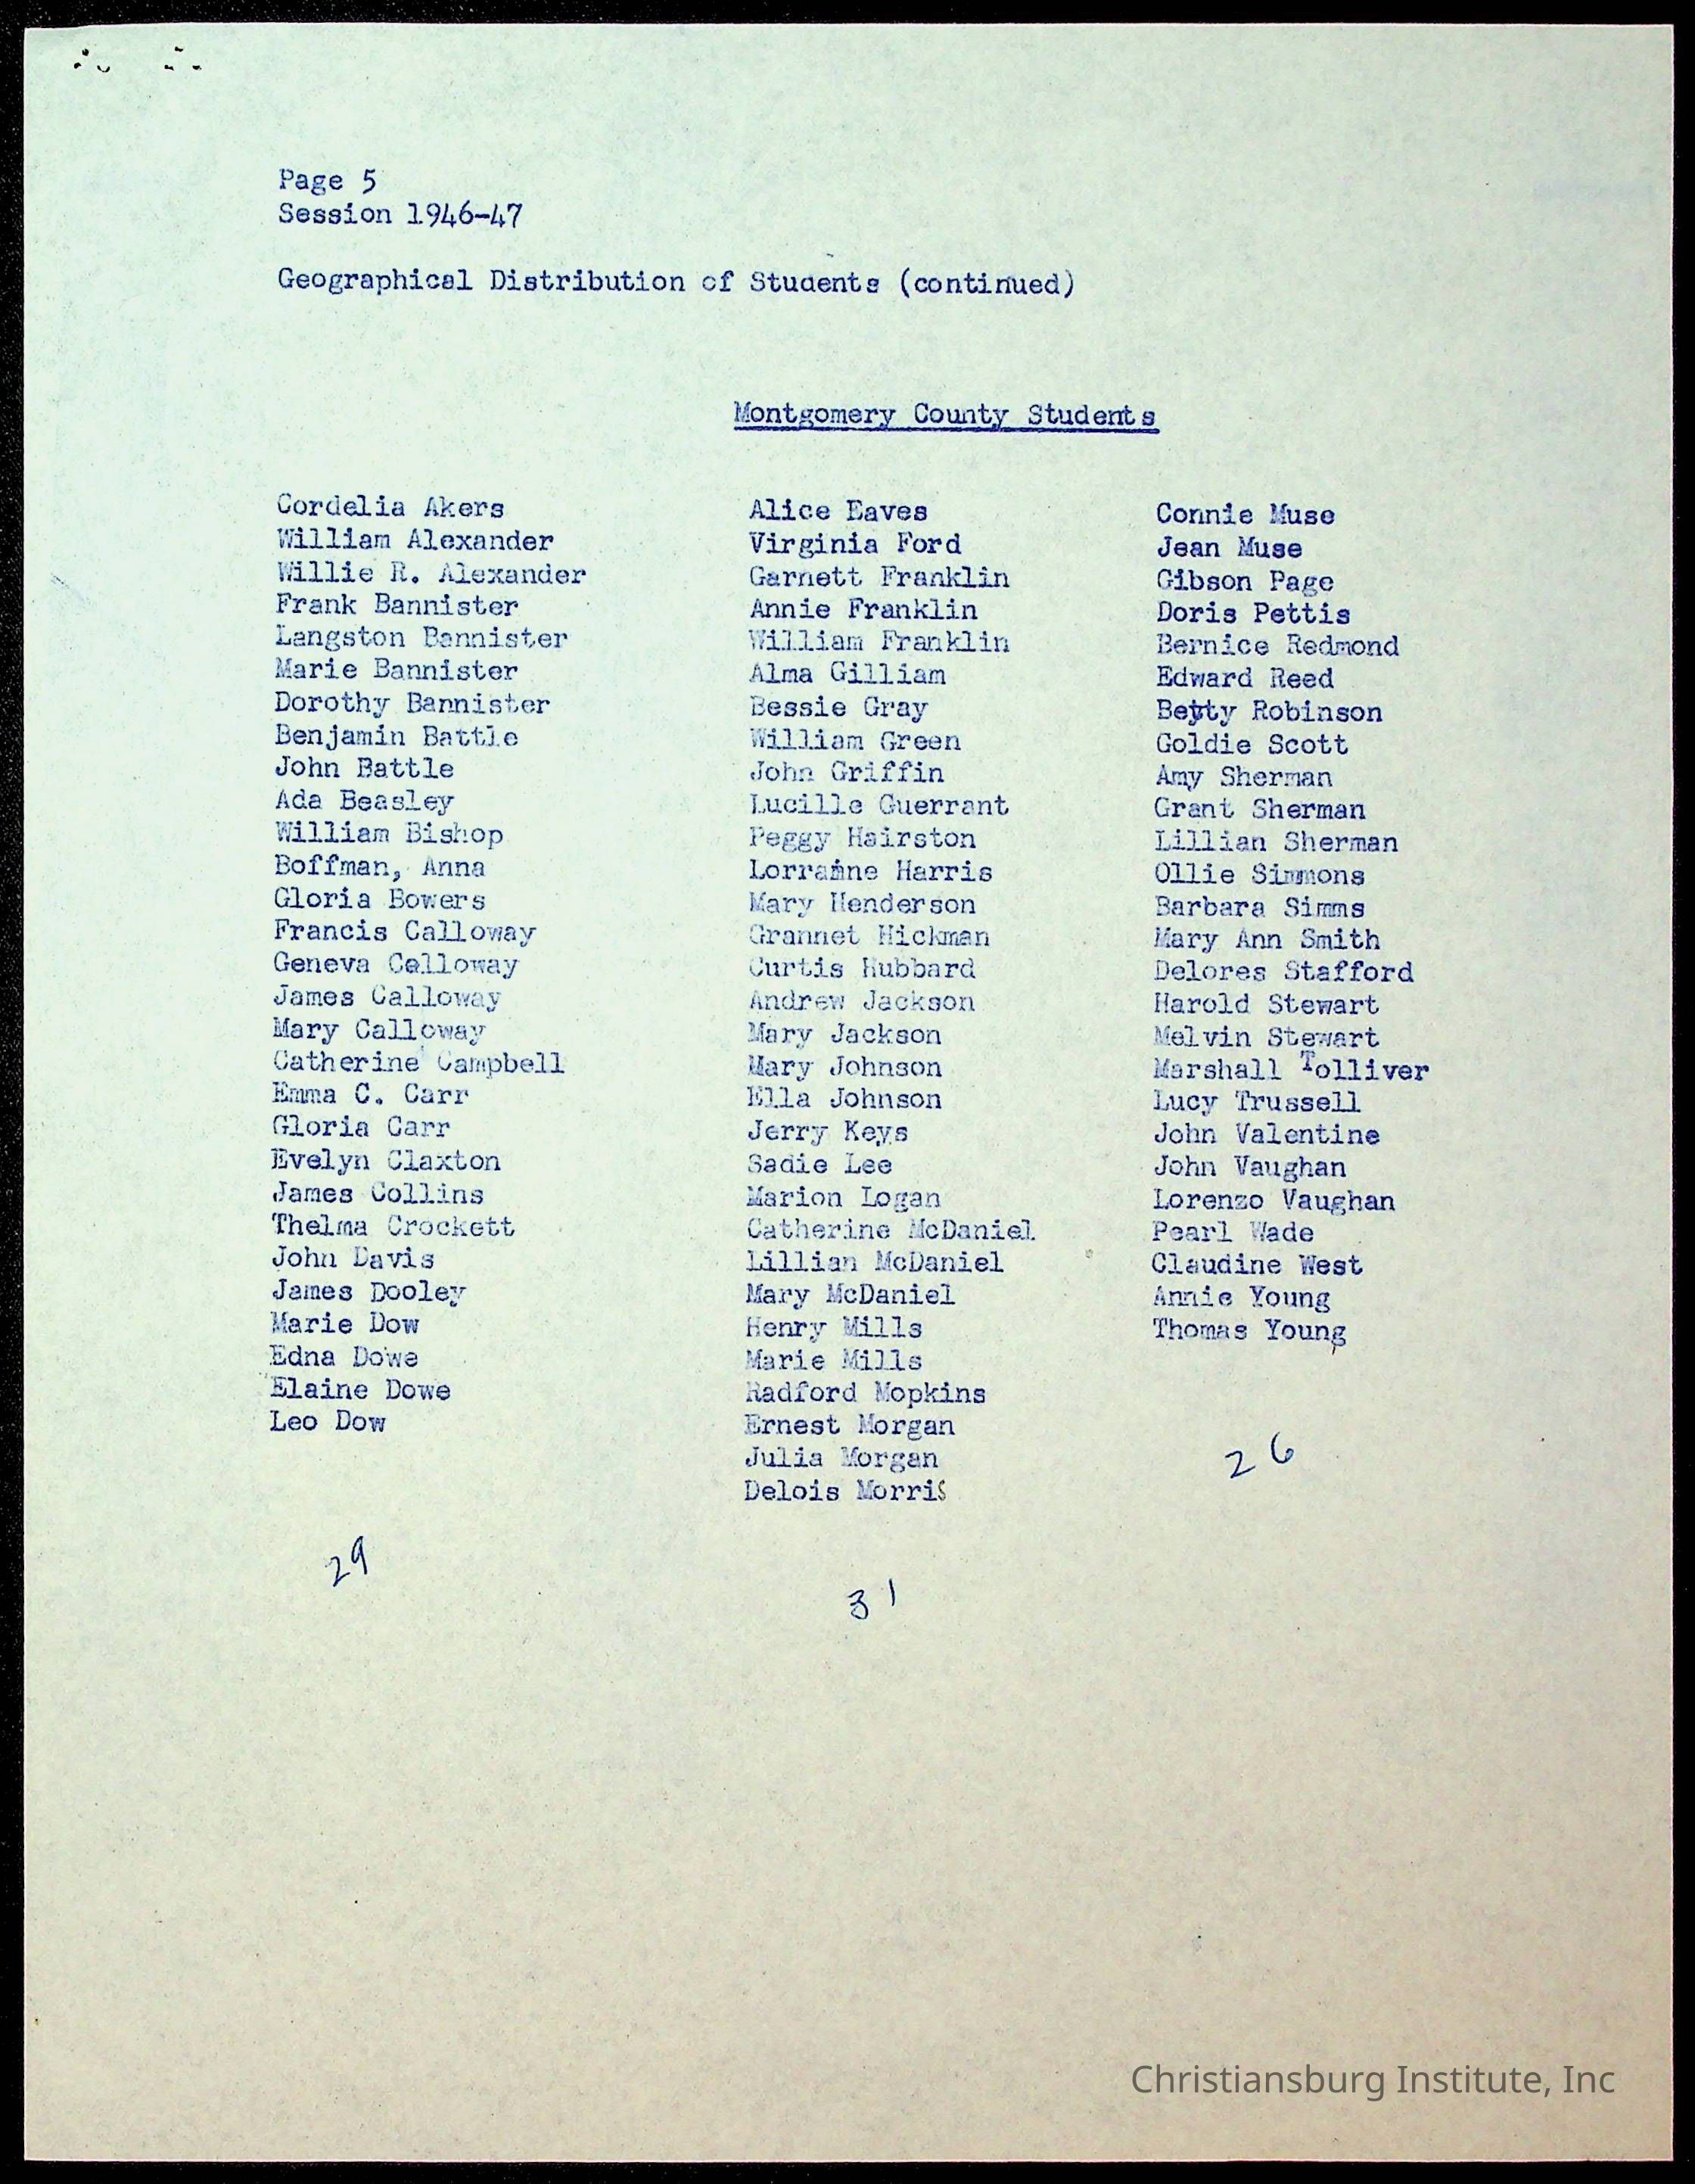 Page 5
Session 1946-47
Geographical Distribution of Students (continued)
Montgomery County Students
Cordelia Akers
William Alexander
Willie R. Alexander
Frank Bannister
Langston Bannister
Marie Bannister
Dorothy Bannister
Benjamin Battle
John Battle
Ada Beasley
William Bishop
Boffman, Anna
Gloria Bowers
Francis Calloway
Geneva Calloway
James Calloway
Mary Calloway
Catherine Campbell
Emma C. Carr
Gloria Carr
Evelyn Claxton
James Collins
Thelma Crockett
John Davis
James Dooley
Marie Dow
Edna Dowe
Elaine Dowe
Leo Dow
29
Alice Eaves
Virginia Ford
Garnett Franklin
Annie Franklin
William Franklin
Alma Gilliam
Bessie Gray
William Green
John Griffin
Lucille Guerrant
Peggy Hairston
Lorraine Harris
Mary Henderson
Grannet Hickman
Curtis Hubbard
Andrew Jackson
Mary Jackson
Mary Johnson
Ella Johnson
Jerry Keys
Sadie Lee
Marion Logan
Catherine McDaniel
Lillian McDaniel
Mary McDaniel
Henry Mills
Marie Mills
Radford Mopkins
Ernest Morgan
Julia Morgan
Delois Morris
31
Connie Muse
Jean Muse
Gibson Page
Doris Pettis
Bernice Redmond
Edward Reed
Betty Robinson
Goldie Scott
Amy Sherman
Grant Sherman
Lillian Sherman
Ollie Simmons
Barbara Simms
Mary Ann Smith
Delores Stafford
Harold Stewart
Melvin Stewart
Marshall Tolliver
Lucy Trussell
John Valentine
John Vaughan
Lorenzo Vaughan
Pearl Wade
Claudine West
Annie Young
Thomas Young
26
Christiansburg Institute, Inc